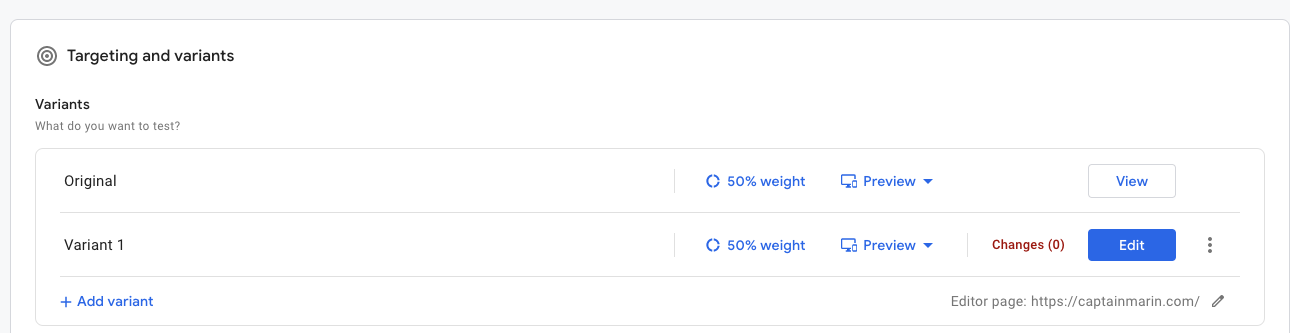 Targeting and variants
Variants
What do you want to test?
Original 50% weight Preview View
Variant 1 50% weight Preview Changes (0) Edit
+ Add variant Editor page: https://captainmarin.com/